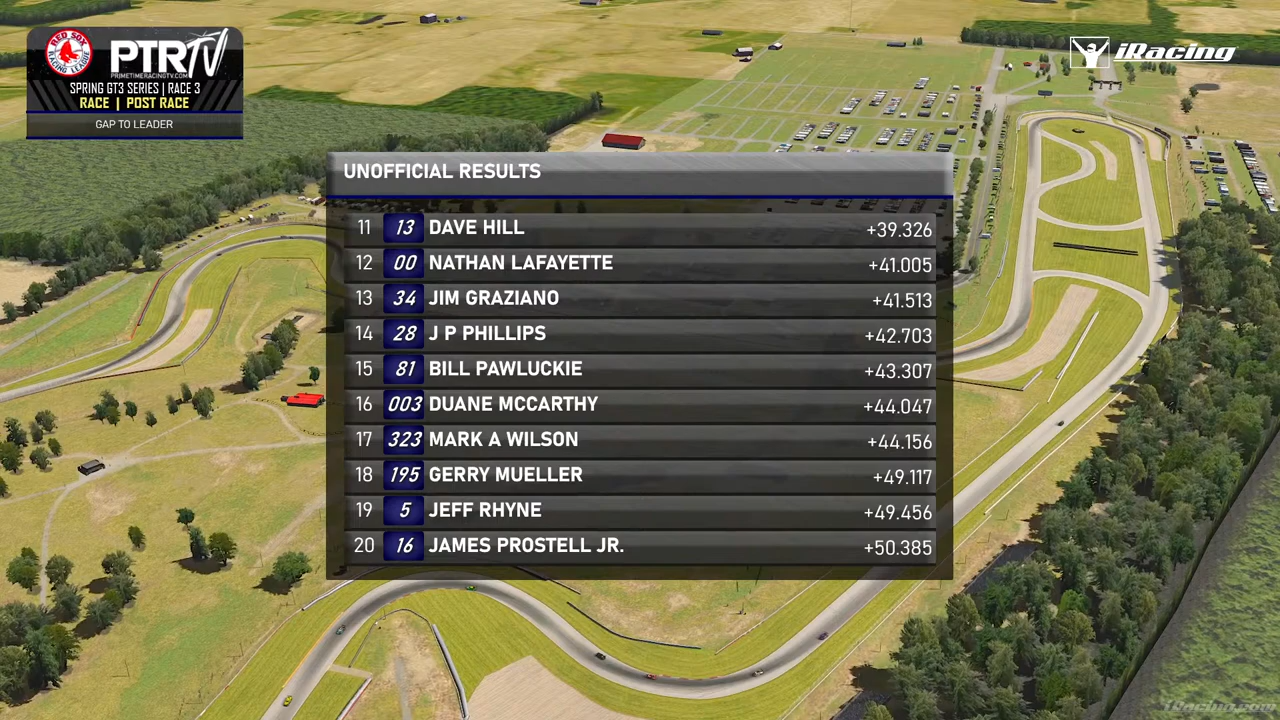 RED SOX
RACING LEAGUE
PTRTV
PRIMETIMERACINGTV.COM
SPRING GT3 SERIES | RACE 3
RACE | POST RACE
GAP TO LEADER
iRacing
UNOFFICIAL RESULTS
11 13 DAVE HILL +39.326
12 00 NATHAN LAFAYETTE +41.005
13 34 JIM GRAZIANO +41.513
14 28 J P PHILLIPS +42.703
15 81 BILL PAWLUCKIE +43.307
16 003 DUANE MCCARTHY +44.047
17 323 MARK A WILSON +44.156
18 195 GERRY MUELLER +49.117
19 5 JEFF RHYNE +49.456
20 16 JAMES PROSTELL JR. +50.385
iRacing.com